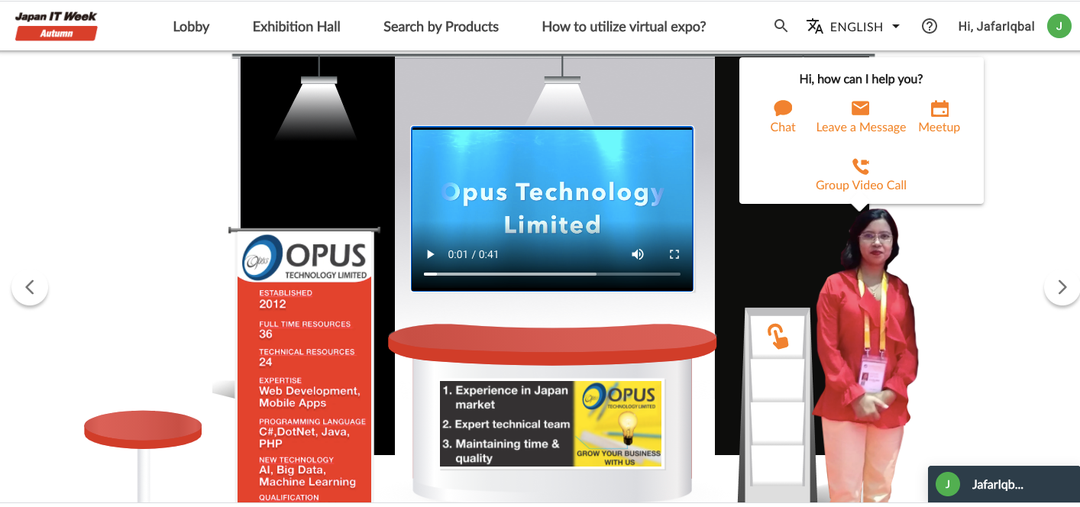 Japan IT Week
Autumn
Lobby
Exhibition Hall
Search by Products
How to utilize virtual expo?
ENGLISH
Hi, JafarIqbal
J
Hi, how can I help you?
Chat
Leave a Message
Meetup
Group Video Call
Opus Technology
Limited
0:01 / 0:41
Opus
OPUS
TECHNOLOGY LIMITED
ESTABLISHED
2012
FULL TIME RESOURCES
36
TECHNICAL RESOURCES
24
EXPERTISE
Web Development,
Mobile Apps
PROGRAMMING LANGUAGE
C#,DotNet, Java,
PHP
NEW TECHNOLOGY
AI, Big Data,
Machine Learning
QUALIFICATION
1. Experience in Japan
market
2. Expert technical team
3. Maintaining time &
quality
OPUS
TECHNOLOGY LIMITED
GROW YOUR BUSINESS
WITH US
J
JafarIqb...